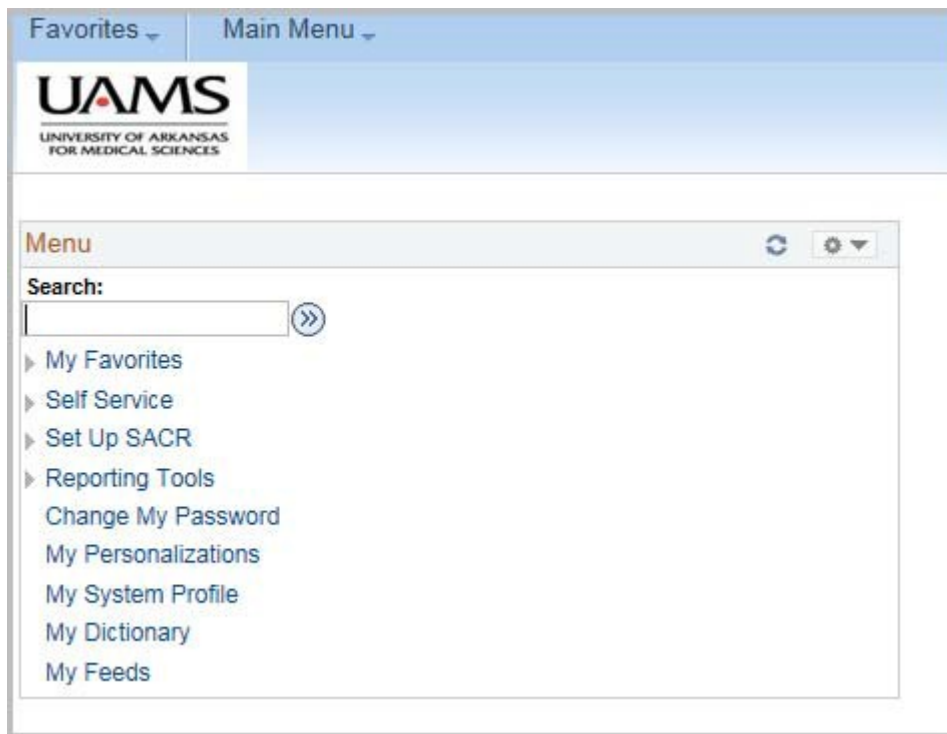 Favorites Main Menu
UAMS
UNIVERSITY OF ARKANSAS
FOR MEDICAL SCIENCES
Menu
Search:
My Favorites
Self Service
Set Up SACR
Reporting Tools
Change My Password
My Personalizations
My System Profile
My Dictionary
My Feeds